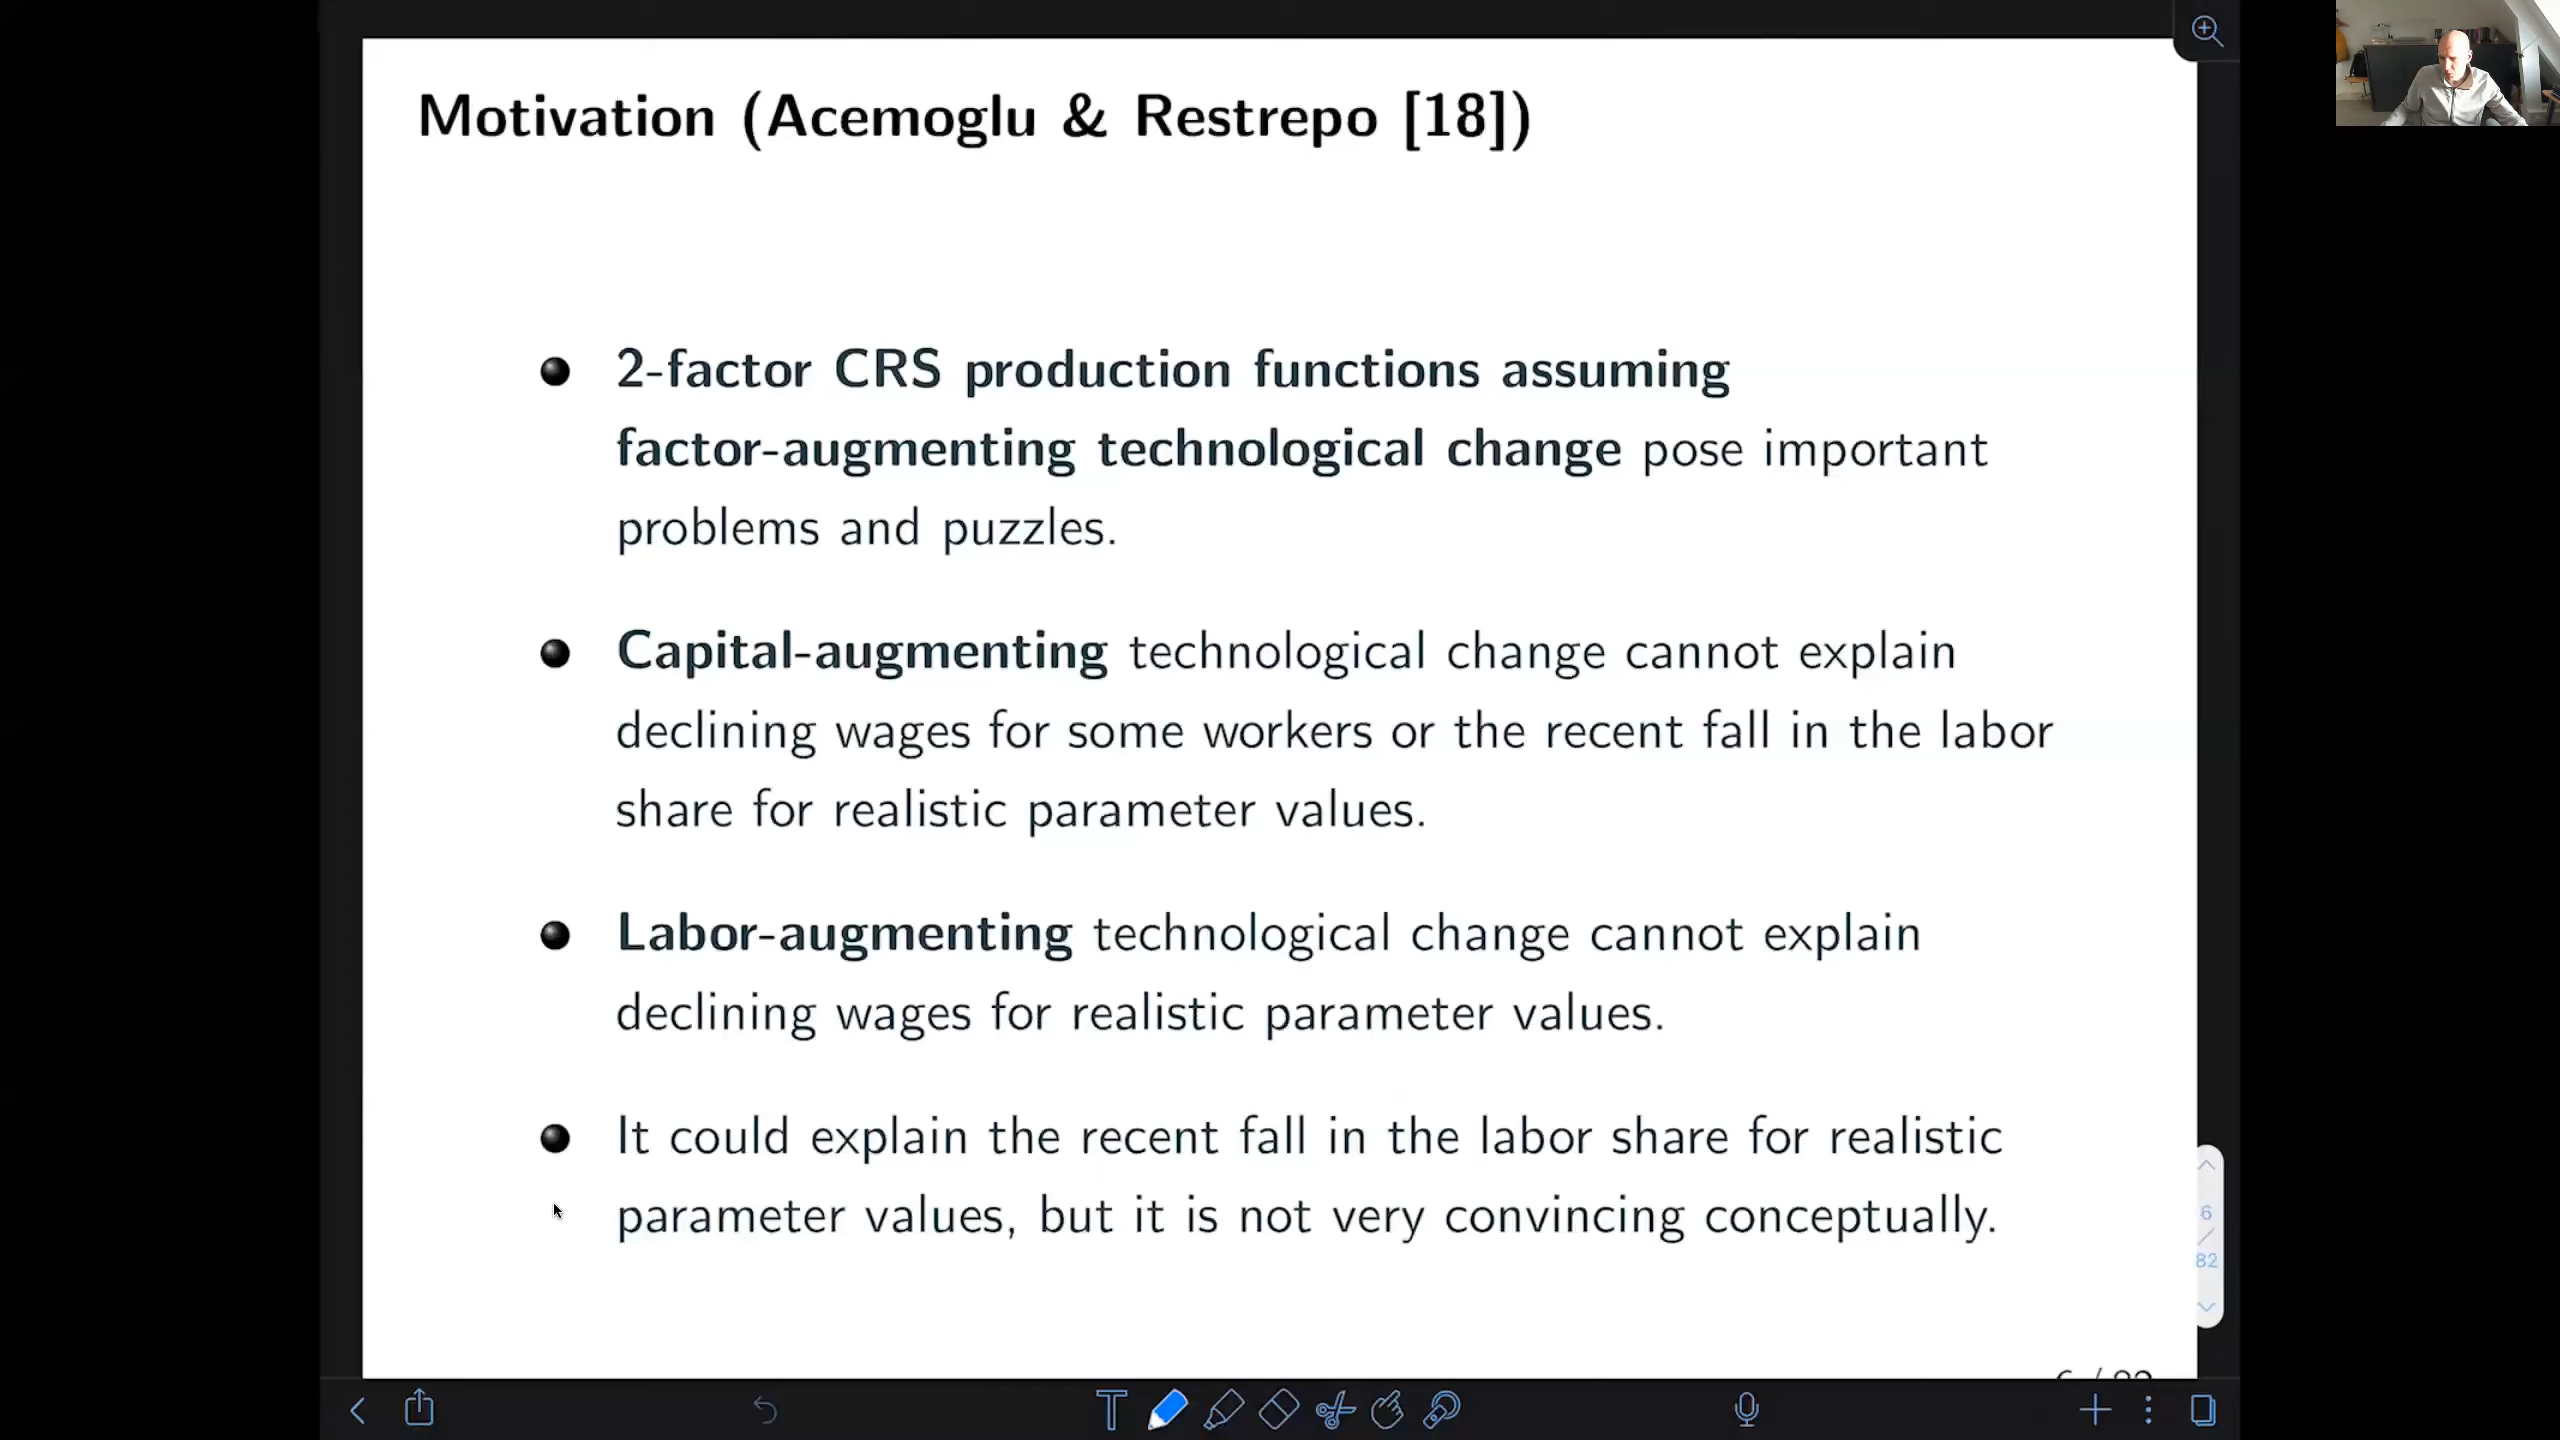 Motivation (Acemoglu & Restrepo [18])
2-factor CRS production functions assuming
factor-augmenting technological change pose important
problems and puzzles.
Capital-augmenting technological change cannot explain
declining wages for some workers or the recent fall in the labor
share for realistic parameter values.
Labor-augmenting technological change cannot explain
declining wages for realistic parameter values.
It could explain the recent fall in the labor share for realistic
parameter values, but it is not very convincing conceptually.
6
/
82
6 / 82